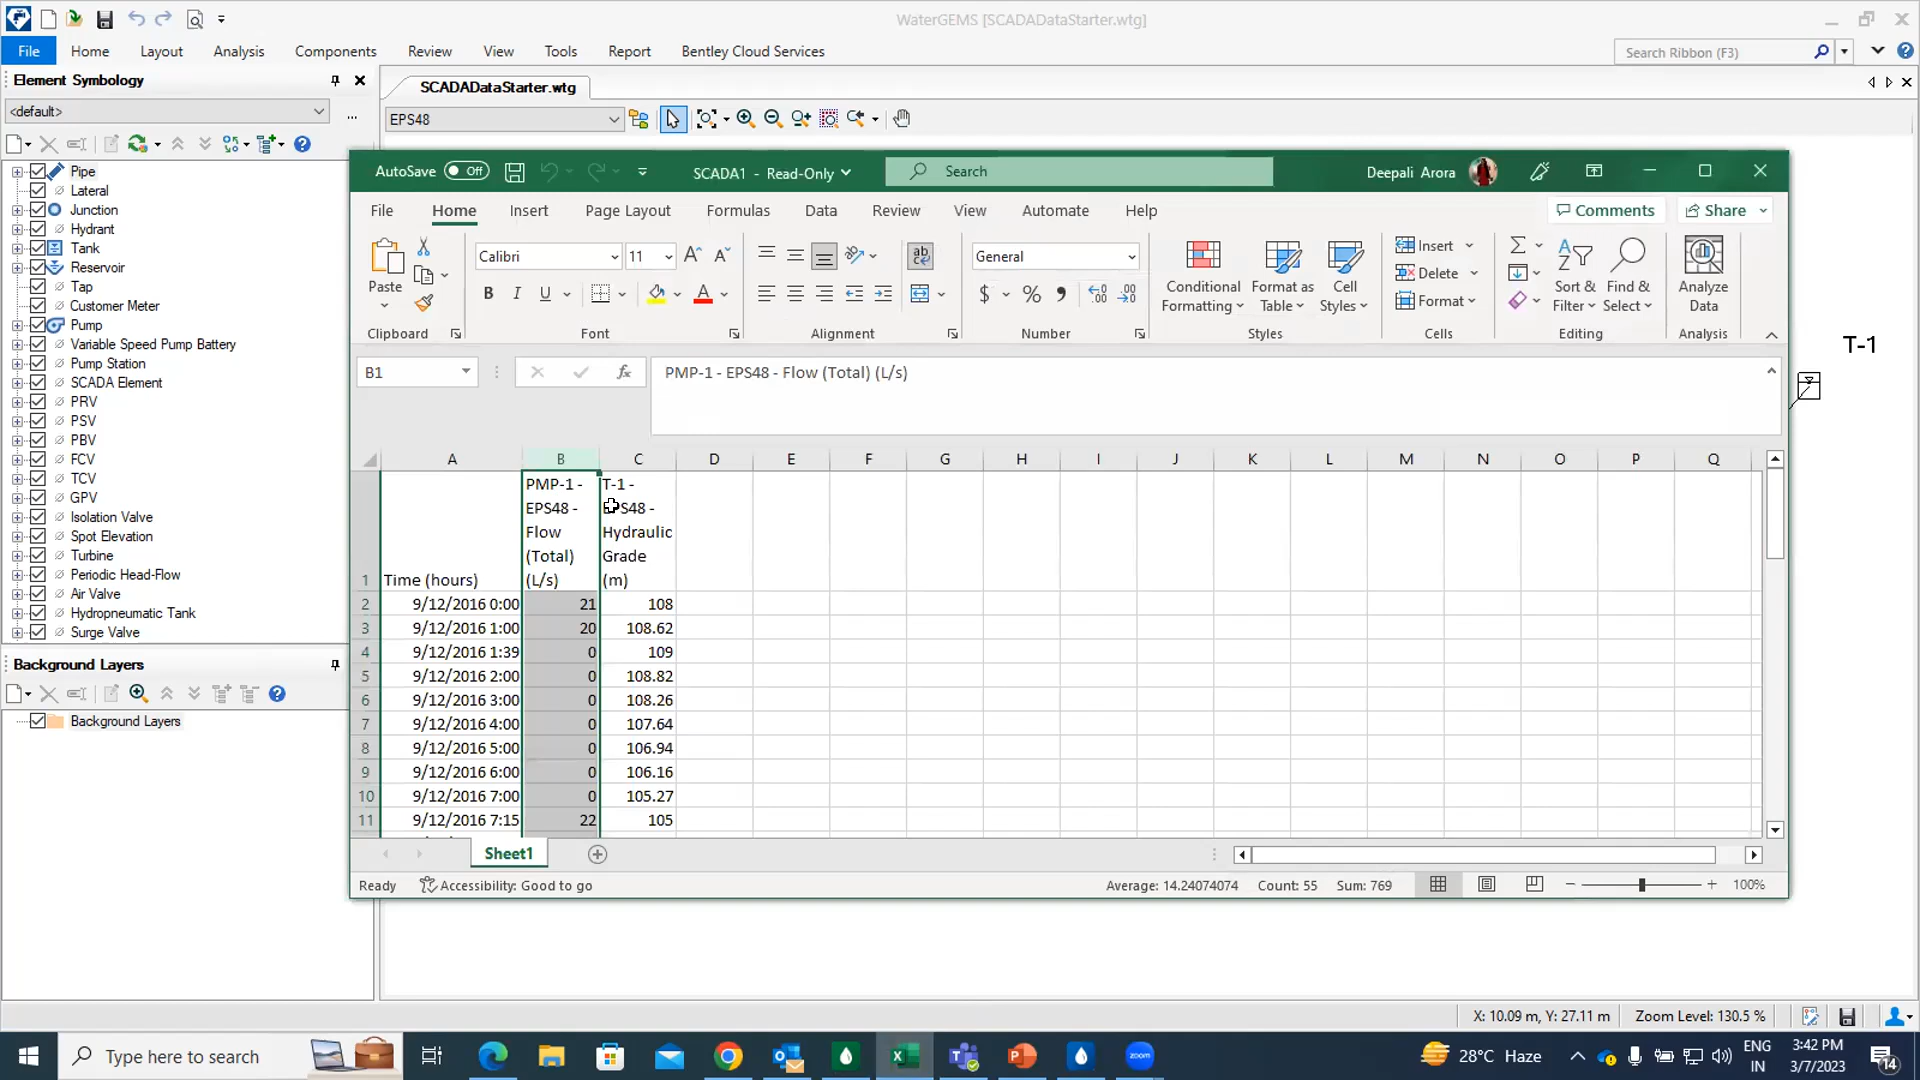 WaterGEMS [SCADADataStarter.wtg]
File Home Layout Analysis Components Review View Tools Report Bentley Cloud Services
Search Ribbon (F3)
Element Symbology
SCADADataStarter.wtg
<default>
...
EPS48
Pipe
Lateral
Junction
Hydrant
Tank
Reservoir
Tap
Customer Meter
Pump
Variable Speed Pump Battery
Pump Station
SCADA Element
PRV
PSV
PBV
FCV
TCV
GPV
Isolation Valve
Spot Elevation
Turbine
Periodic Head-Flow
Air Valve
Hydropneumatic Tank
Surge Valve
Background Layers
Background Layers
T-1
AutoSave Off
SCADA1 - Read-Only
Search
Deepali Arora
File Home Insert Page Layout Formulas Data Review View Automate Help
Comments Share
Paste
Clipboard
Calibri 11
B I U
Font
Alignment
General
Number
Conditional Formatting
Format as Table
Cell Styles
Styles
Insert
Delete
Format
Cells
Sort & Filter
Find & Select
Editing
Analyze Data
Analysis
B1
fx
PMP-1 - EPS48 - Flow (Total) (L/s)
A B C D E F G H I J K L M N O P Q
PMP-1 -
EPS48 -
Flow
(Total)
(L/s)
T-1 -
EPS48 -
Hydraulic
Grade
(m)
1 Time (hours)
2 9/12/2016 0:00 21 108
3 9/12/2016 1:00 20 108.62
4 9/12/2016 1:39 0 109
5 9/12/2016 2:00 0 108.82
6 9/12/2016 3:00 0 108.26
7 9/12/2016 4:00 0 107.64
8 9/12/2016 5:00 0 106.94
9 9/12/2016 6:00 0 106.16
10 9/12/2016 7:00 0 105.27
11 9/12/2016 7:15 22 105
Sheet1
Ready Accessibility: Good to go
Average: 14.24074074 Count: 55 Sum: 769
100%
X: 10.09 m, Y: 27.11 m Zoom Level: 130.5 %
Type here to search
zoom
28°C Haze
ENG
IN
3:42 PM
3/7/2023
14